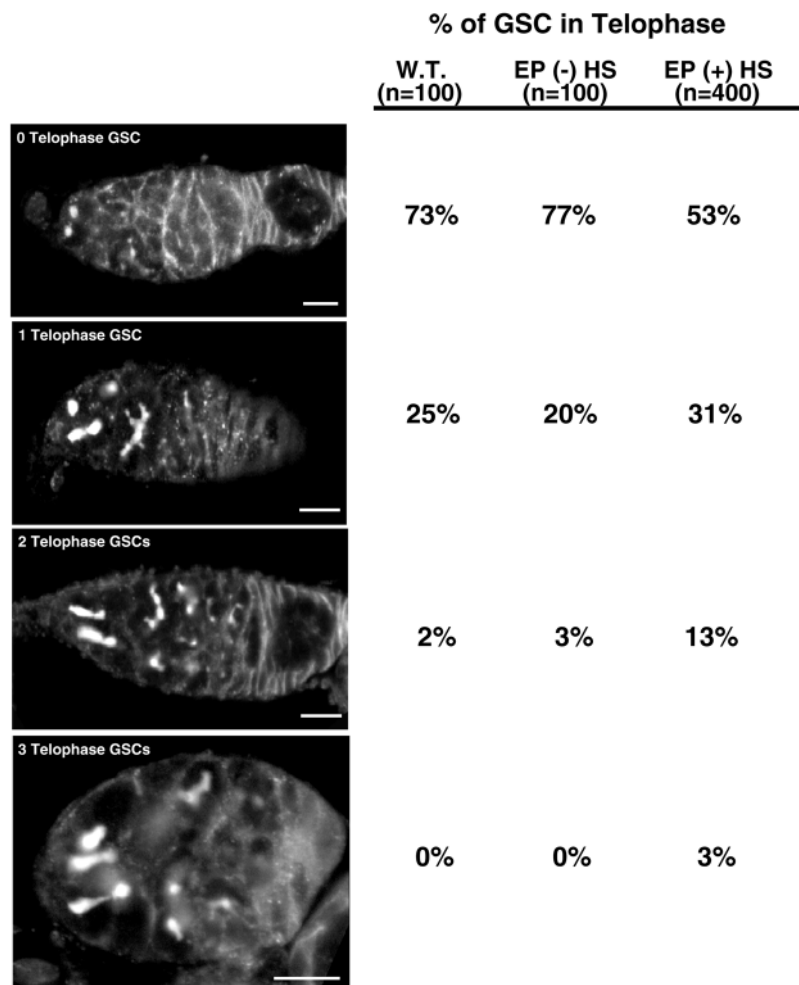 % of GSC in Telophase
W.T. EP (-) HS EP (+) HS
(n=100) (n=100) (n=400)
0 Telophase GSC
73% 77% 53%
1 Telophase GSC
25% 20% 31%
2 Telophase GSCs
2% 3% 13%
3 Telophase GSCs
0% 0% 3%